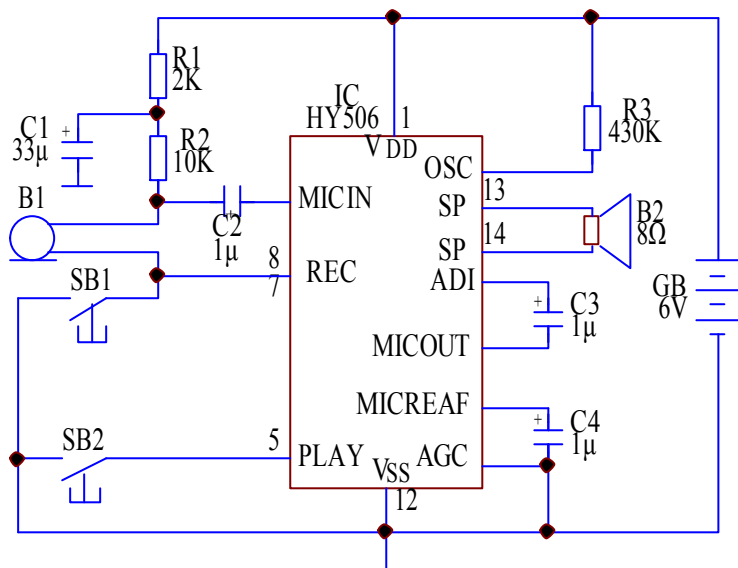 R1
2K
IC
HY506
1
VDD
R3
430K
C1
+
33μ
R2
10K
OSC
13
B1
MICIN
SP
B2
8Ω
+
C2
1μ
14
SP
8
7
REC
ADI
SB1
GB
6V
+
C3
1μ
MICOUT
MICREAF
+
C4
1μ
SB2
5
PLAY
VSS
AGC
12